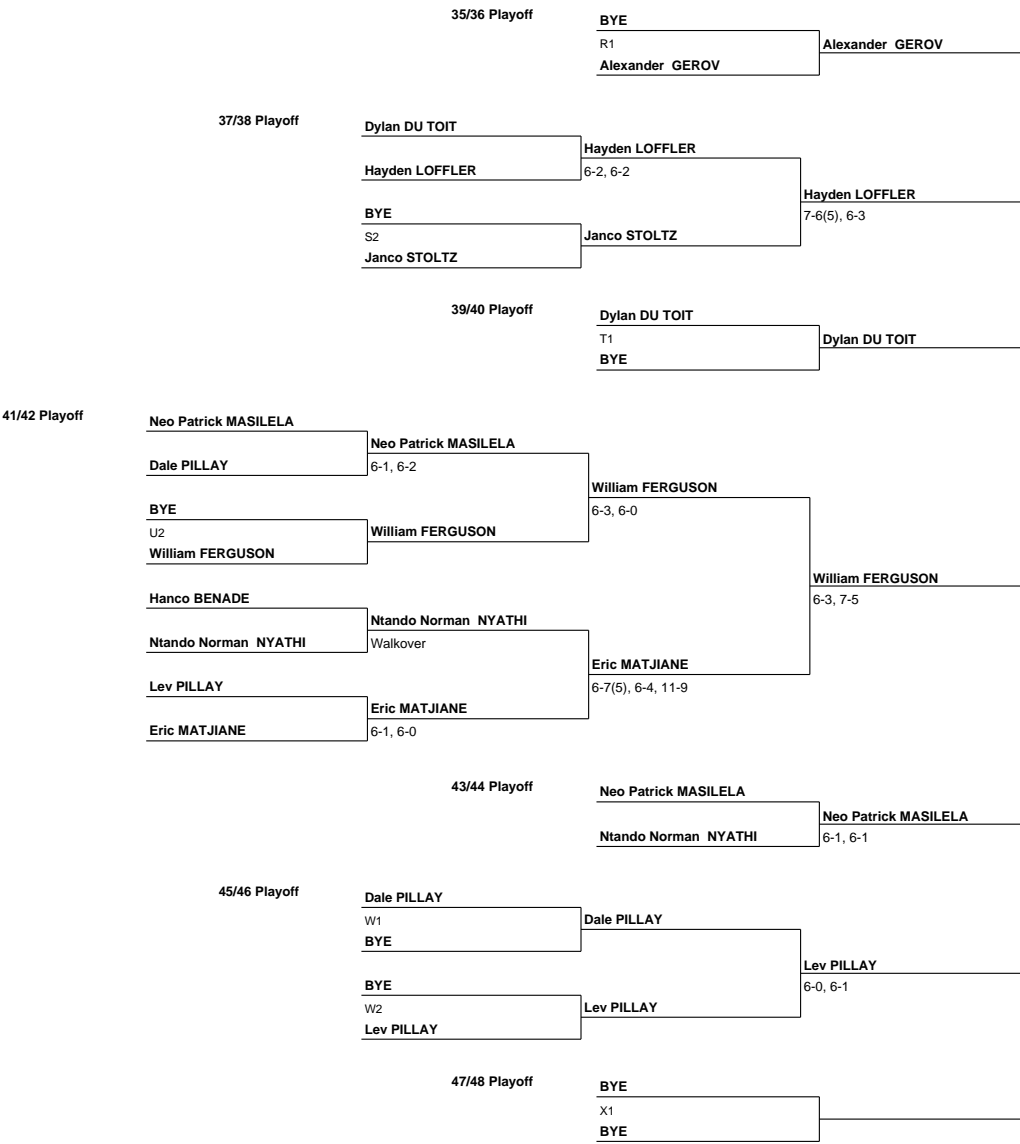 35/36 Playoff
BYE
R1
Alexander GEROV
Alexander GEROV
37/38 Playoff
Dylan DU TOIT
Hayden LOFFLER
Hayden LOFFLER
6-2, 6-2
Hayden LOFFLER
7-6(5), 6-3
BYE
S2
Janco STOLTZ
Janco STOLTZ
39/40 Playoff
Dylan DU TOIT
T1
Dylan DU TOIT
BYE
41/42 Playoff
Neo Patrick MASILELA
Neo Patrick MASILELA
Dale PILLAY
6-1, 6-2
William FERGUSON
6-3, 6-0
BYE
U2
William FERGUSON
William FERGUSON
William FERGUSON
6-3, 7-5
Hanco BENADE
Ntando Norman NYATHI
Ntando Norman NYATHI
Walkover
Eric MATJIANE
6-7(5), 6-4, 11-9
Lev PILLAY
Eric MATJIANE
Eric MATJIANE
6-1, 6-0
43/44 Playoff
Neo Patrick MASILELA
Neo Patrick MASILELA
Ntando Norman NYATHI
6-1, 6-1
45/46 Playoff
Dale PILLAY
W1
Dale PILLAY
BYE
Lev PILLAY
6-0, 6-1
BYE
W2
Lev PILLAY
Lev PILLAY
47/48 Playoff
BYE
X1
BYE